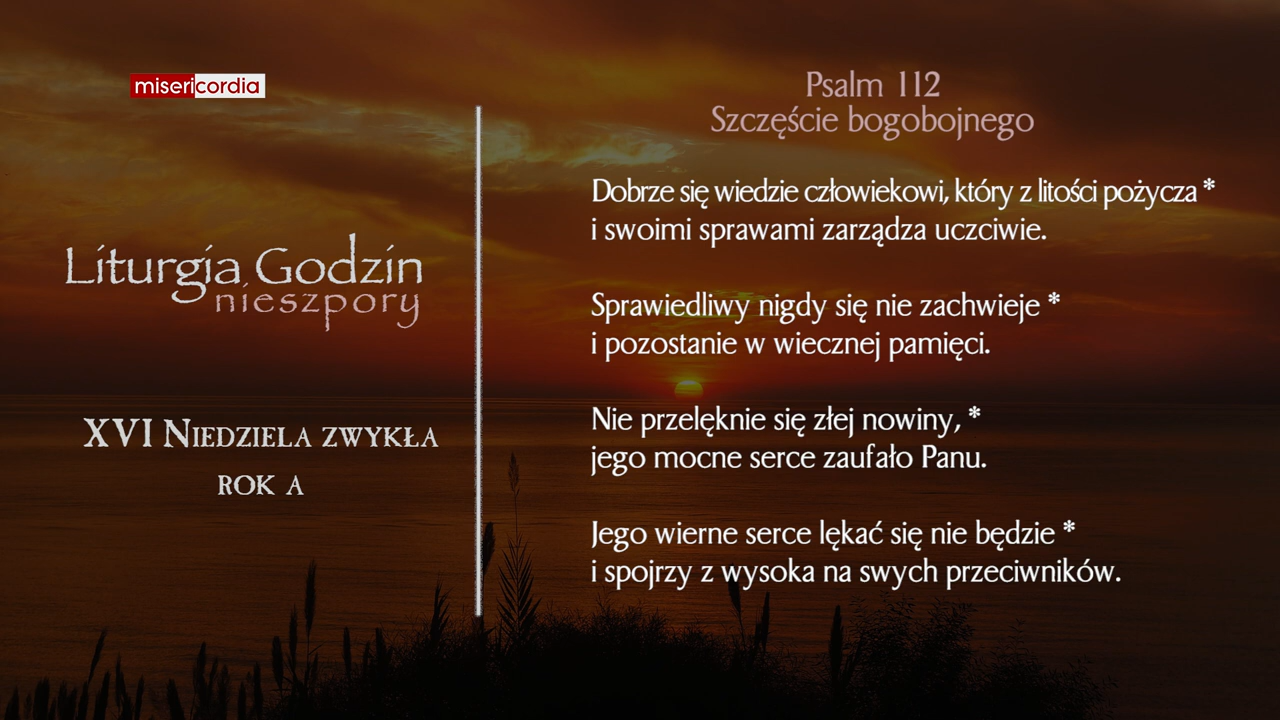 misericordia
Liturgia Godzin
nieszpory
XVI Niedziela zwykła
rok A
Psalm 112
Szczęście bogobojnego
Dobrze się wiedzie człowiekowi, który z litości pożycza *
i swoimi sprawami zarządza uczciwie.
Sprawiedliwy nigdy się nie zachwieje *
i pozostanie w wiecznej pamięci.
Nie przelęknie się złej nowiny, *
jego mocne serce zaufało Panu.
Jego wierne serce lękać się nie będzie *
i spojrzy z wysoka na swych przeciwników.